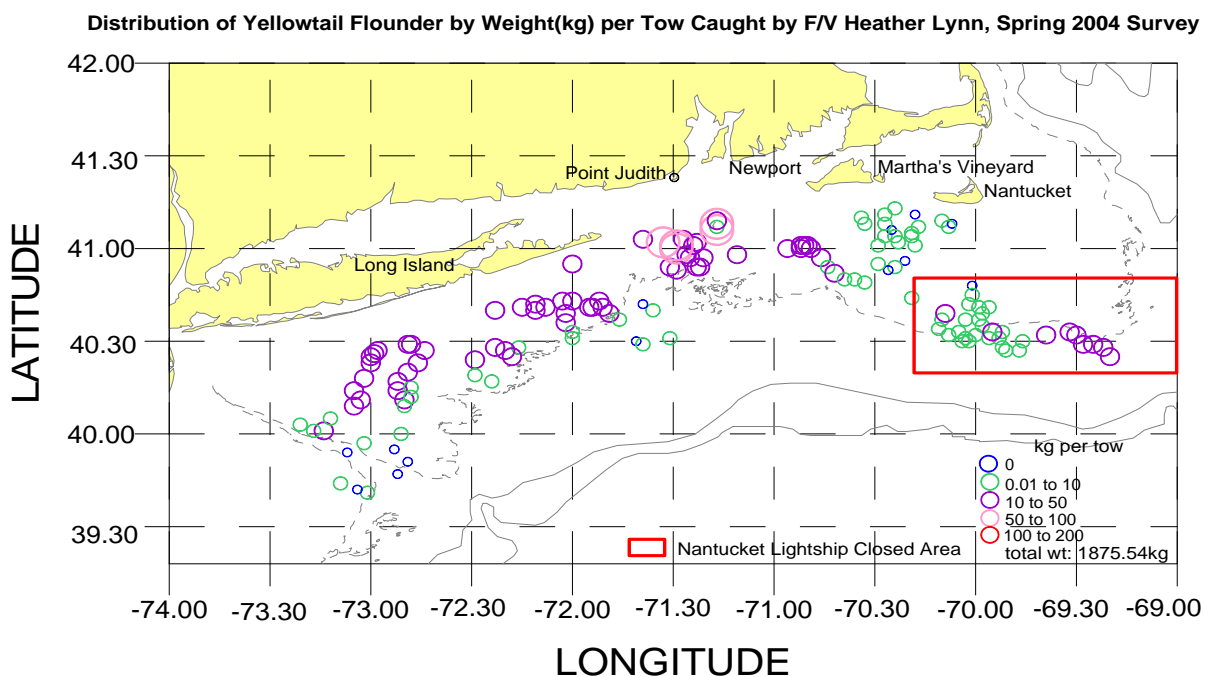 Distribution of Yellowtail Flounder by Weight(kg) per Tow Caught by F/V Heather Lynn, Spring 2004 Survey
42.00
41.30
41.00
40.30
40.00
39.30
LATITUDE
Point Judith
Newport
Martha's Vineyard
Nantucket
Long Island
kg per tow
0
0.01 to 10
10 to 50
50 to 100
100 to 200
total wt: 1875.54kg
Nantucket Lightship Closed Area
-74.00 -73.30 -73.00 -72.30 -72.00 -71.30 -71.00 -70.30 -70.00 -69.30 -69.00
LONGITUDE